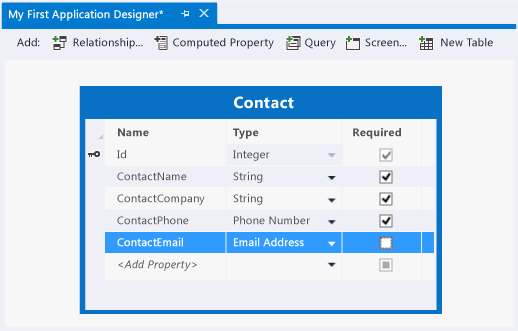 My First Application Designer*
Add: Relationship... Computed Property Query Screen... New Table
Contact
Name Type Required
Id Integer
ContactName String
ContactCompany String
ContactPhone Phone Number
ContactEmail Email Address
<Add Property>